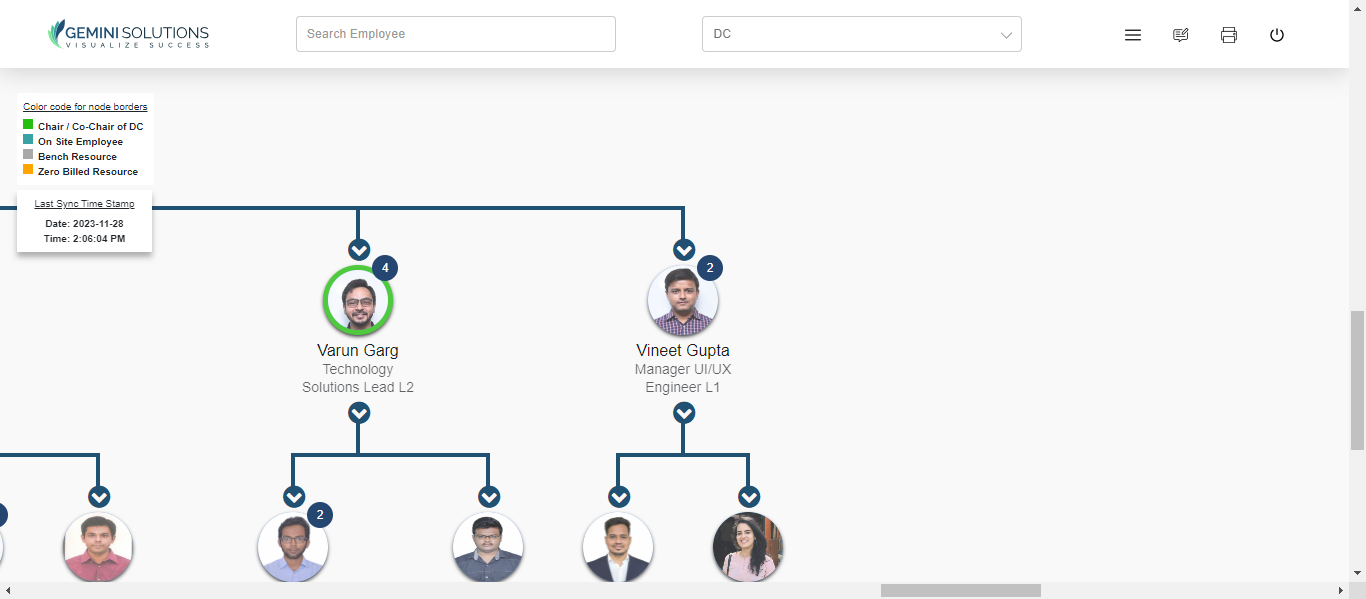 GEMINI SOLUTIONS
VISUALIZE SUCCESS
Search Employee
DC
Color code for node borders
Chair / Co-Chair of DC
On Site Employee
Bench Resource
Zero Billed Resource
Last Sync Time Stamp
Date: 2023-11-28
Time: 2:06:04 PM
4
2
Varun Garg
Technology
Solutions Lead L2
Vineet Gupta
Manager UI/UX
Engineer L1
2